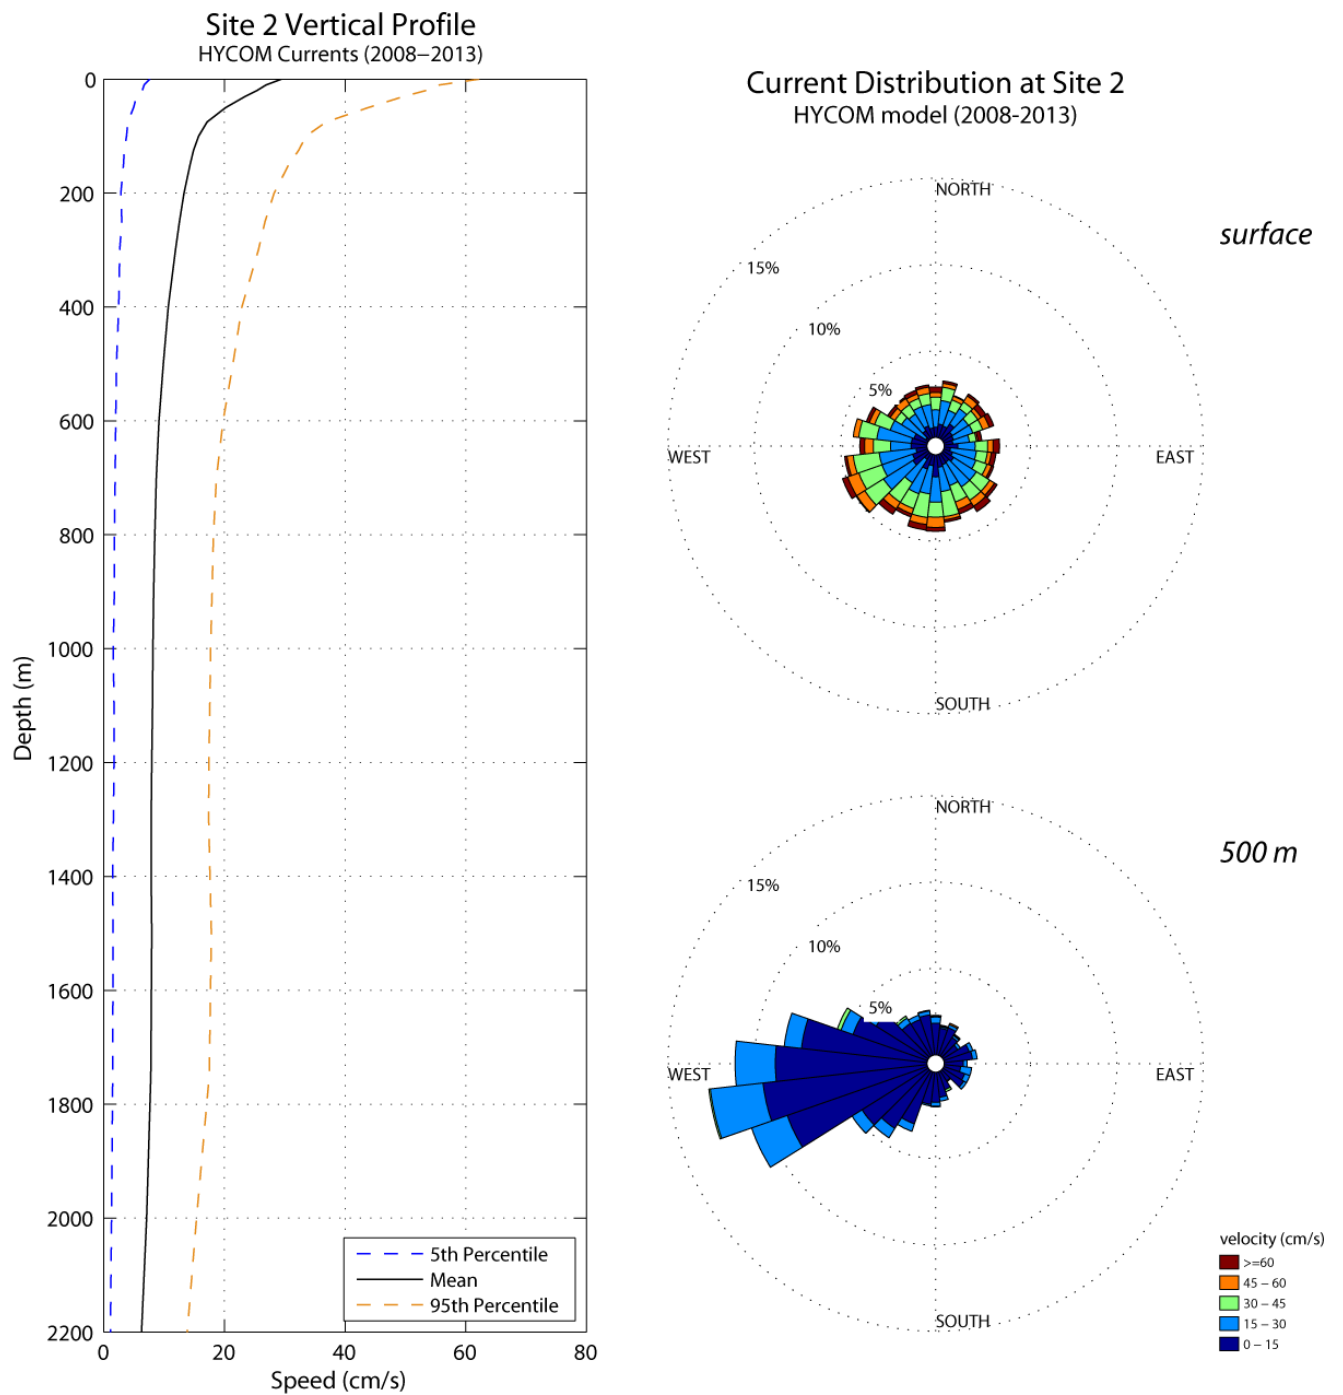 Site 2 Vertical Profile
HYCOM Currents (2008−2013)
0
200
400
600
800
1000
1200
1400
1600
1800
2000
2200
Depth (m)
0
20
40
60
80
Speed (cm/s)
5th Percentile
Mean
95th Percentile
Current Distribution at Site 2
HYCOM model (2008-2013)
surface
NORTH
15%
10%
5%
WEST
EAST
SOUTH
500 m
NORTH
15%
10%
5%
WEST
EAST
SOUTH
velocity (cm/s)
>=60
45 − 60
30 − 45
15 − 30
0 − 15